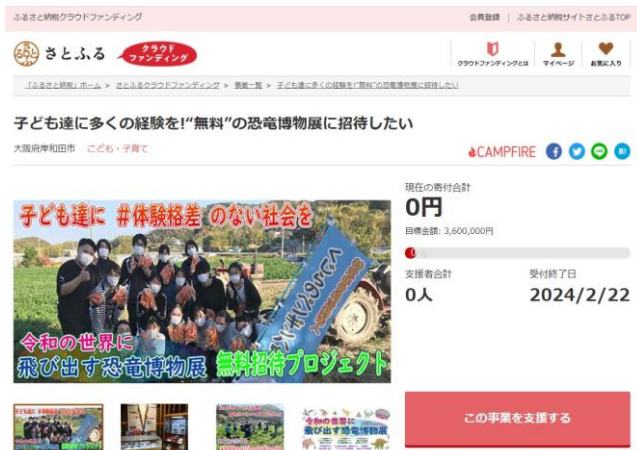 ふるさと納税クラウドファンディング
会員登録 | ふるさと納税サイトさとふるTOP
さとふる クラウドファンディング
クラウドファンディングとは マイページ お気に入り
「ふるさと納税」ホーム > さとふるクラウドファンディング > 事業一覧 > 子ども達に多くの経験を!"無料"の恐竜博物展に招待したい
子ども達に多くの経験を!"無料"の恐竜博物展に招待したい
大阪府岸和田市 こども・子育て
CAMPFIRE
現在の寄付合計
0円
目標金額: 3,600,000円
0
支援者合計 受付終了日
0人 2024/2/22
子ども達に #体験格差 のない社会を
令和の世界に
飛び出す恐竜博物展 無料招待プロジェクト
この事業を支援する
令和の世界に
飛び出す恐竜博物展